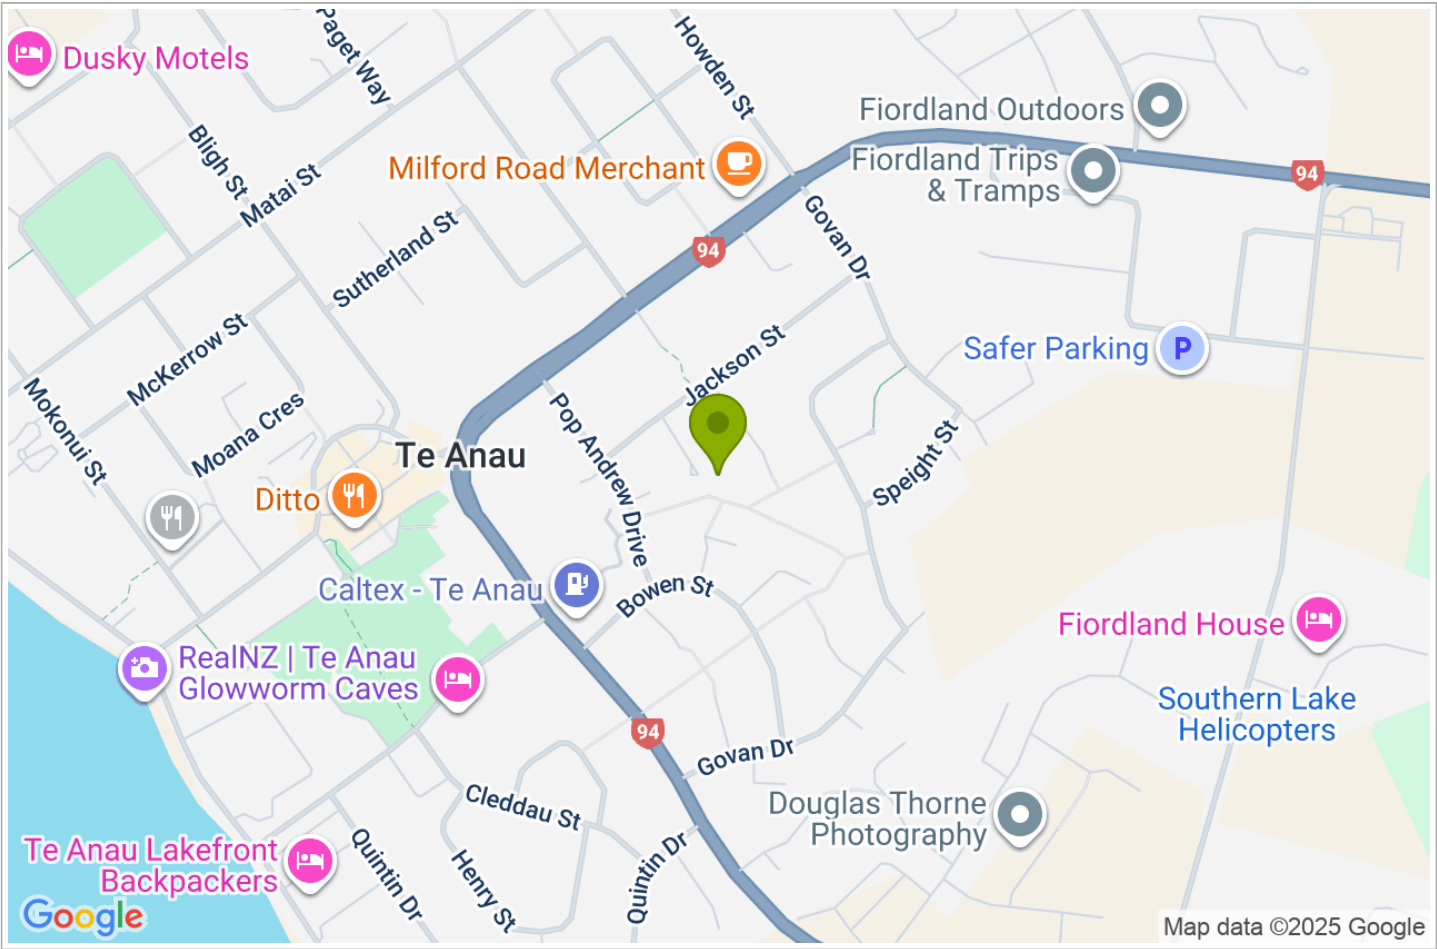 Paget Way
Howden St
Dusky Motels
Fiordland Outdoors
Bligh St
Matai St
Milford Road Merchant
Fiordland Trips
& Tramps
94
Govan Dr
94
Sutherland St
McKerrow St
Jackson St
Safer Parking
P
Mokonui St
Moana Cres
Pop Andrew Drive
Te Anau
Speight St
Ditto
Caltex - Te Anau
Bowen St
Fiordland House
RealNZ | Te Anau
Glowworm Caves
Southern Lake
Helicopters
94
Govan Dr
Cleddau St
Douglas Thorne
Photography
Te Anau Lakefront
Backpackers
Quintin Dr
Henry St
Quintin Dr
Google
Map data ©2025 Google